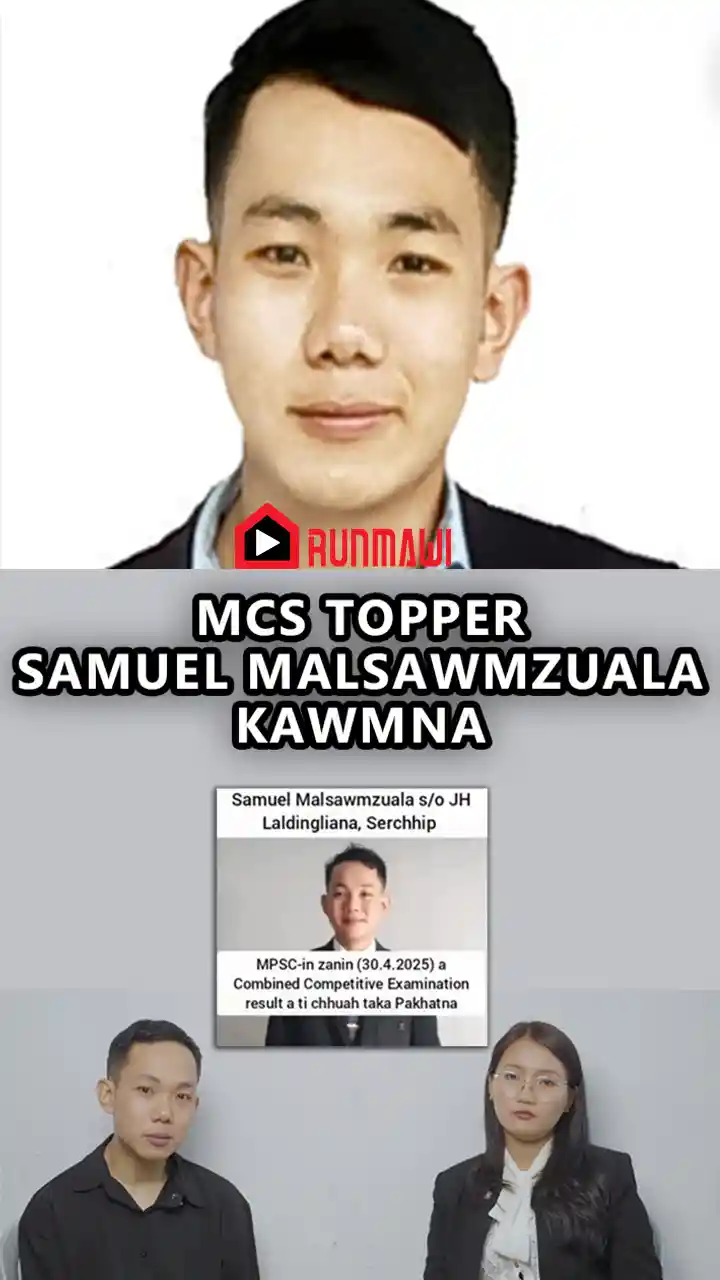 RUNMAWI
MCS TOPPER
SAMUEL MALSAWMZUALA
KAWMNA
Samuel Malsawmzuala s/o JH
Laldingliana, Serchhip
MPSC-in zanin (30.4.2025) a
Combined Competitive Examination
result a ti chhuah taka Pakhatna